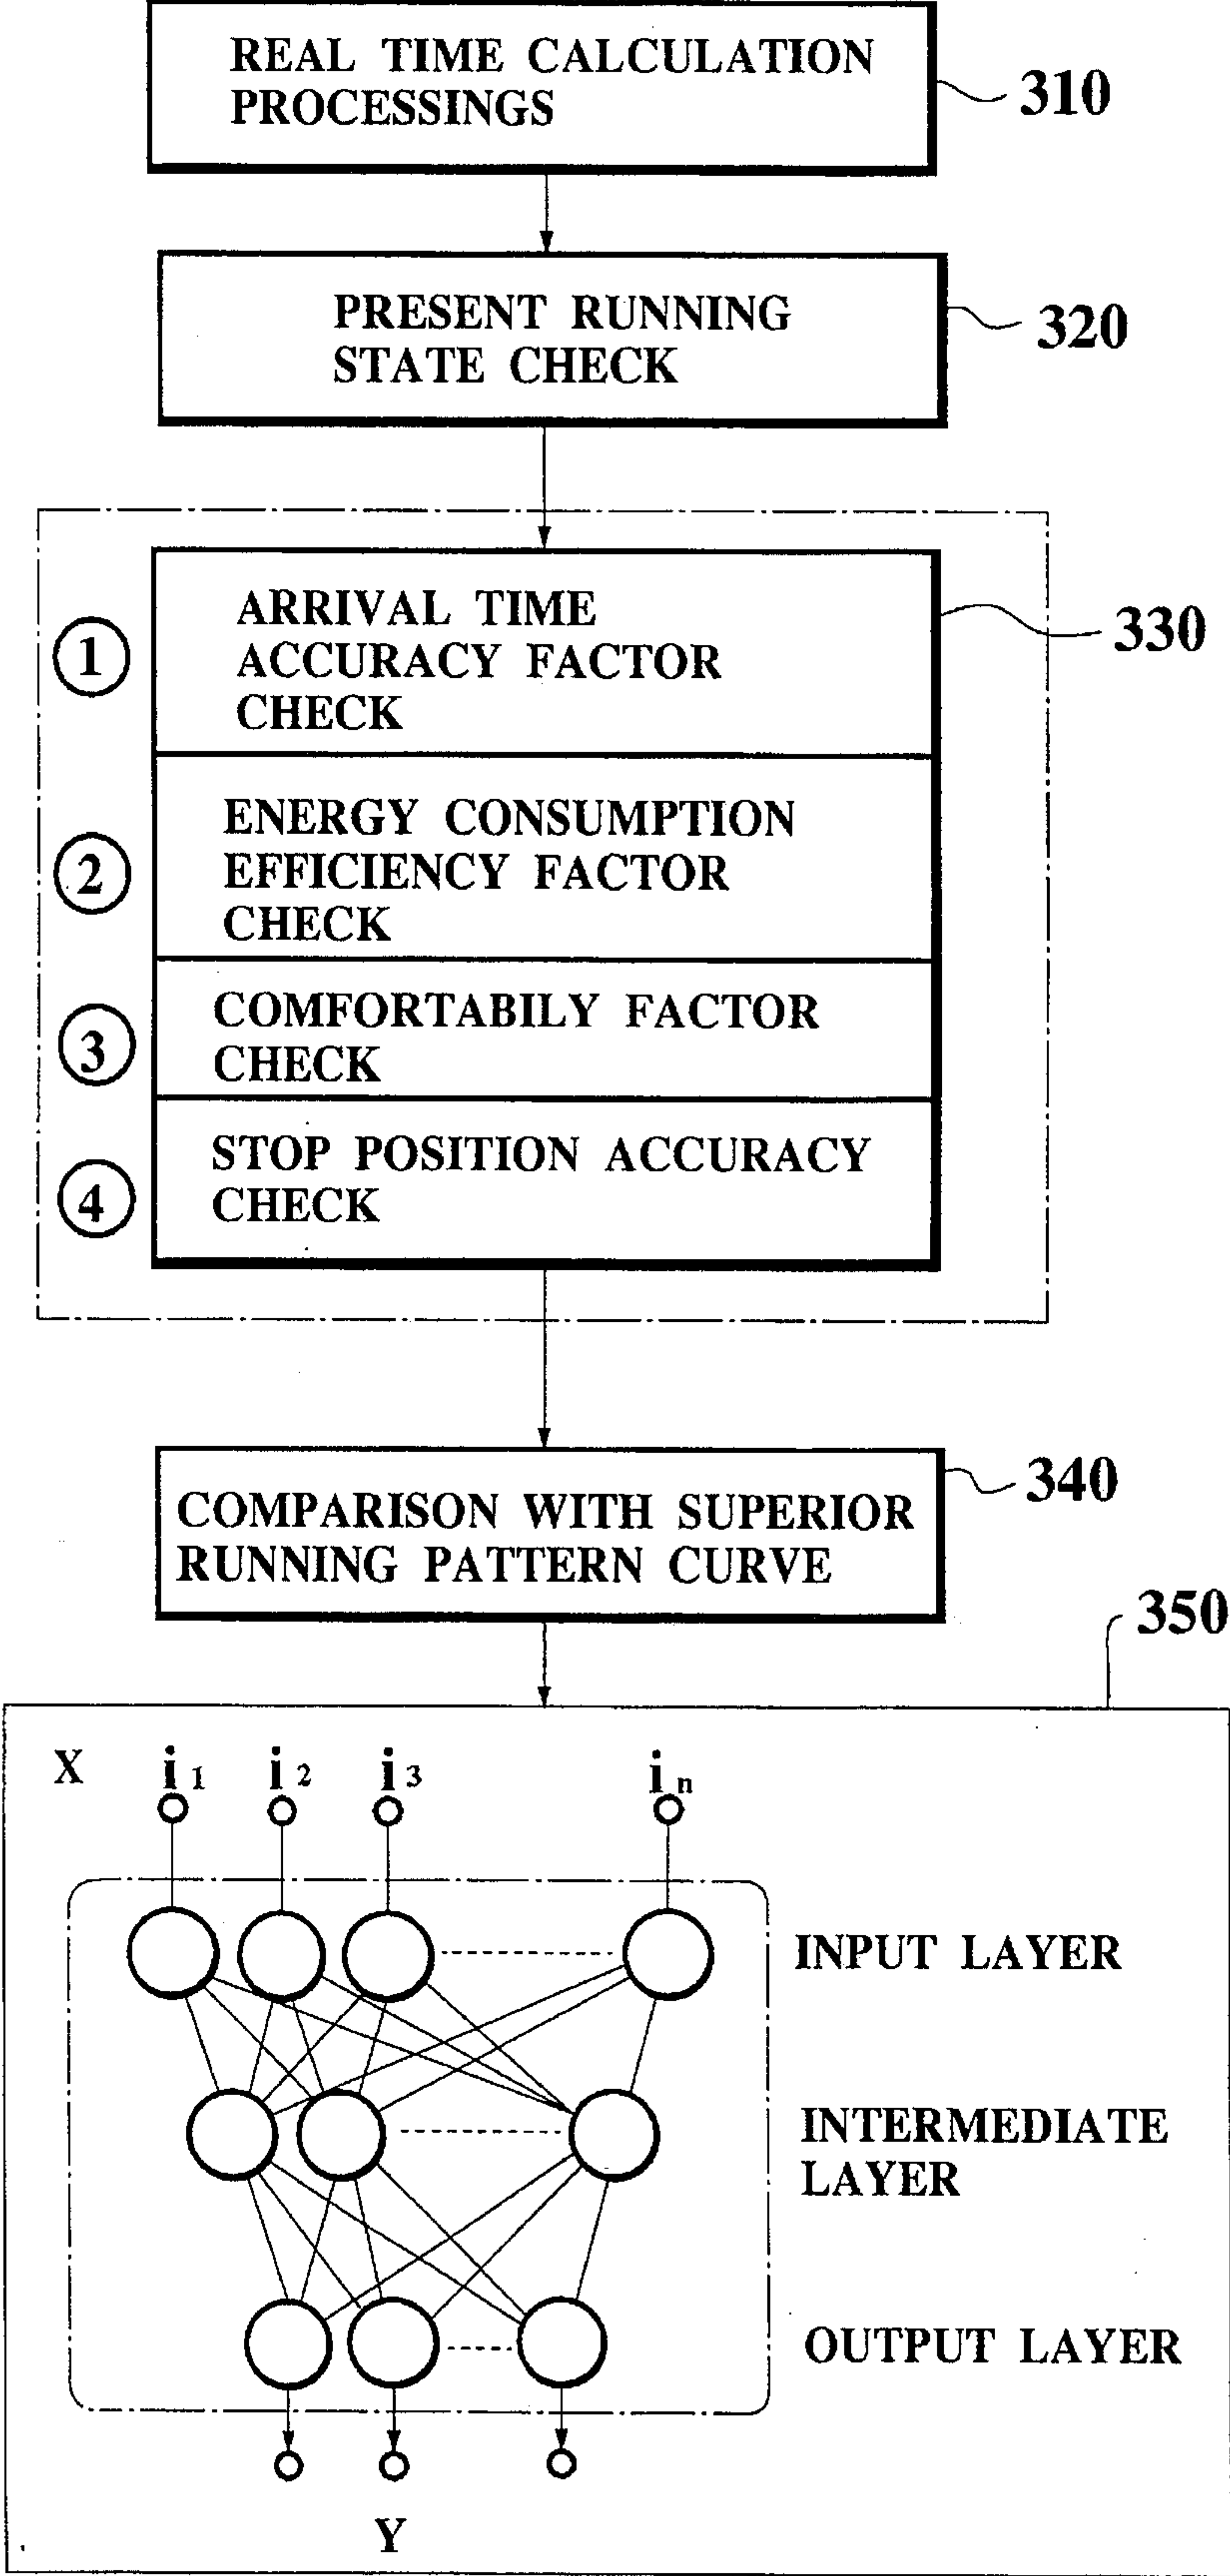 REAL TIME CALCULATION
PROCESSINGS
310
PRESENT RUNNING
STATE CHECK
320
1
ARRIVAL TIME
ACCURACY FACTOR
CHECK
330
2
ENERGY CONSUMPTION
EFFICIENCY FACTOR
CHECK
3
COMFORTABILY FACTOR
CHECK
4
STOP POSITION ACCURACY
CHECK
340
COMPARISON WITH SUPERIOR
RUNNING PATTERN CURVE
350
X i1 i2 i3 in
INPUT LAYER
INTERMEDIATE
LAYER
OUTPUT LAYER
Y